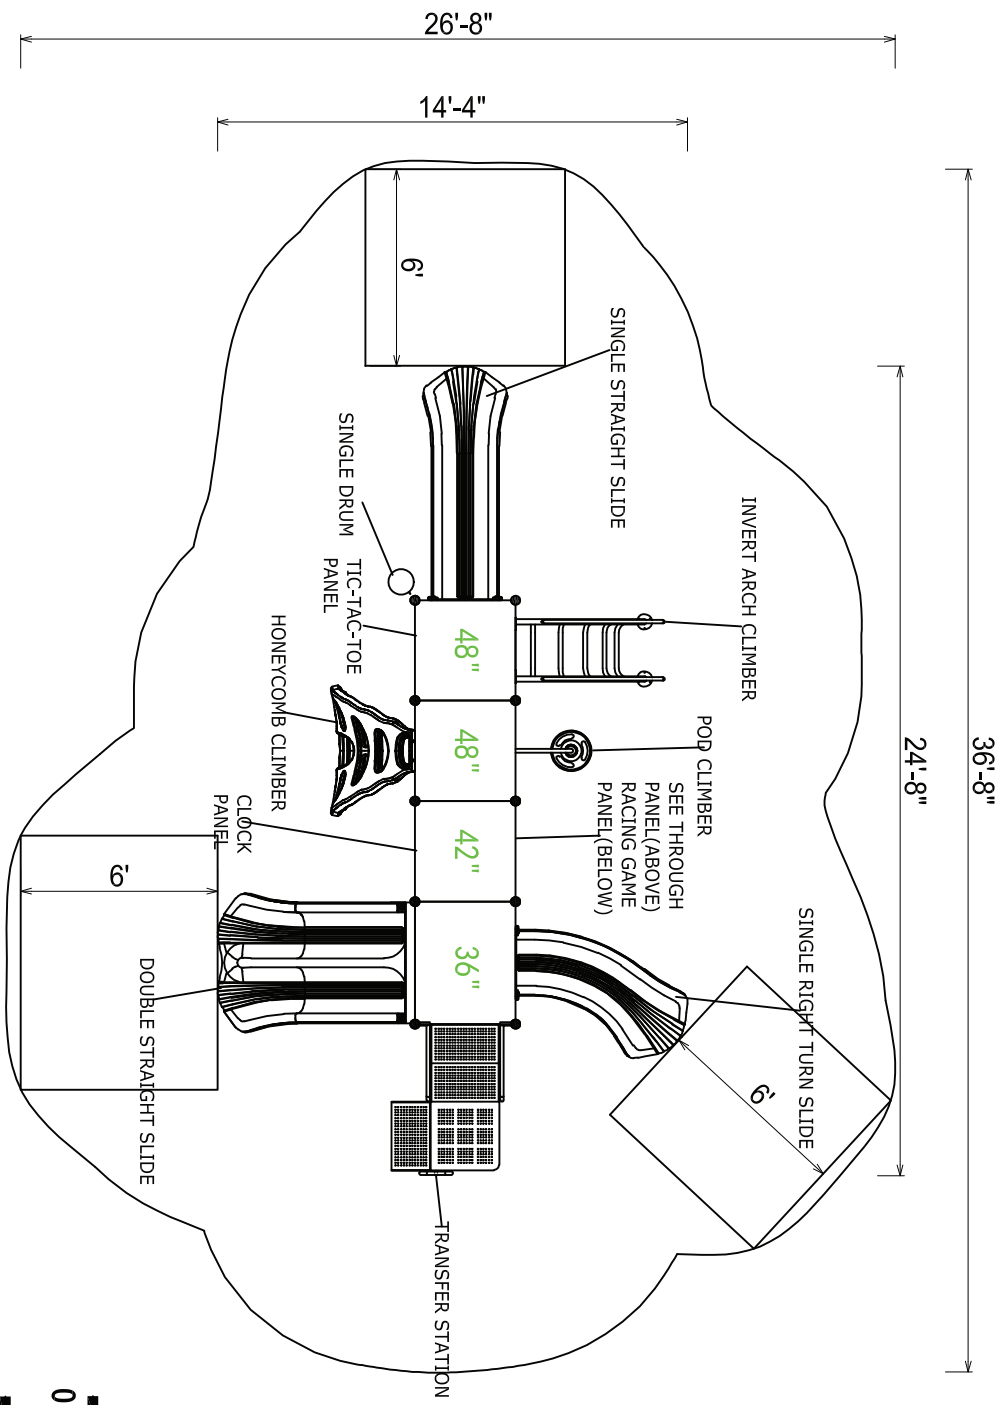 26'-8"
14'-4"
36'-8"
24'-8"
6'
SINGLE STRAIGHT SLIDE
INVERT ARCH CLIMBER
SINGLE DRUM
TIC-TAC-TOE
PANEL
HONEYCOMB CLIMBER
48"
48"
42"
36"
POD CLIMBER
SEE THROUGH
PANEL(ABOVE)
RACING GAME
PANEL(BELOW)
CLOCK
PANEL
6'
SINGLE RIGHT TURN SLIDE
6'
DOUBLE STRAIGHT SLIDE
TRANSFER STATION
0